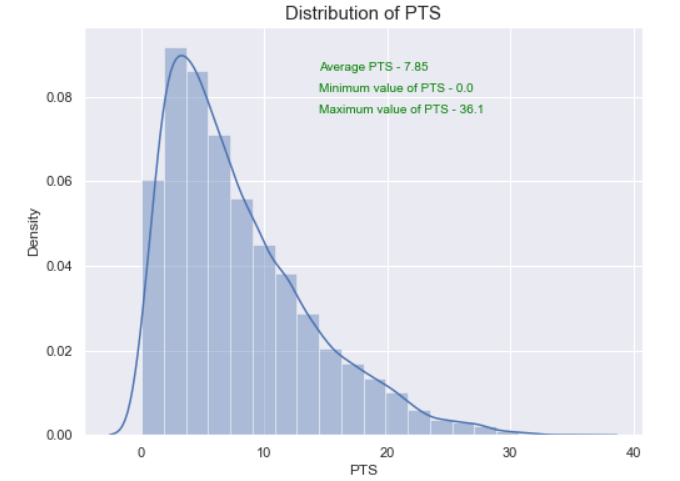 Distribution of PTS
Average PTS - 7.85
Minimum value of PTS - 0.0
Maximum value of PTS - 36.1
0.08
0.06
0.04
0.02
0.00
Density
0
10
20
30
40
PTS